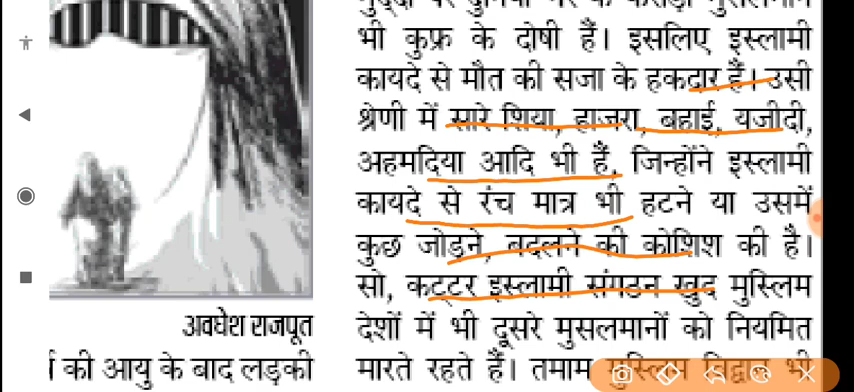 अवघेश राजपूत
की आयु के बाद लड़की
भी कुफ्र के दोषी हैं। इसलिए इस्लामी
कायदे से मौत की सजा के हकदार हैं। उसी
श्रेणी में सारे शिया, हाजरा, बहाई, यजीदी,
अहमदिया आदि भी हैं, जिन्होंने इस्लामी
कायदे से रंच मात्र भी हटने या उसमें
कुछ जोड़ने, बदलने की कोशिश की है।
सो, कट्टर इस्लामी संगठन खुद मुस्लिम
देशों में भी दूसरे मुसलमानों को नियमित
मारते रहते हैं। तमाम मुस्लिम विद्वान भी